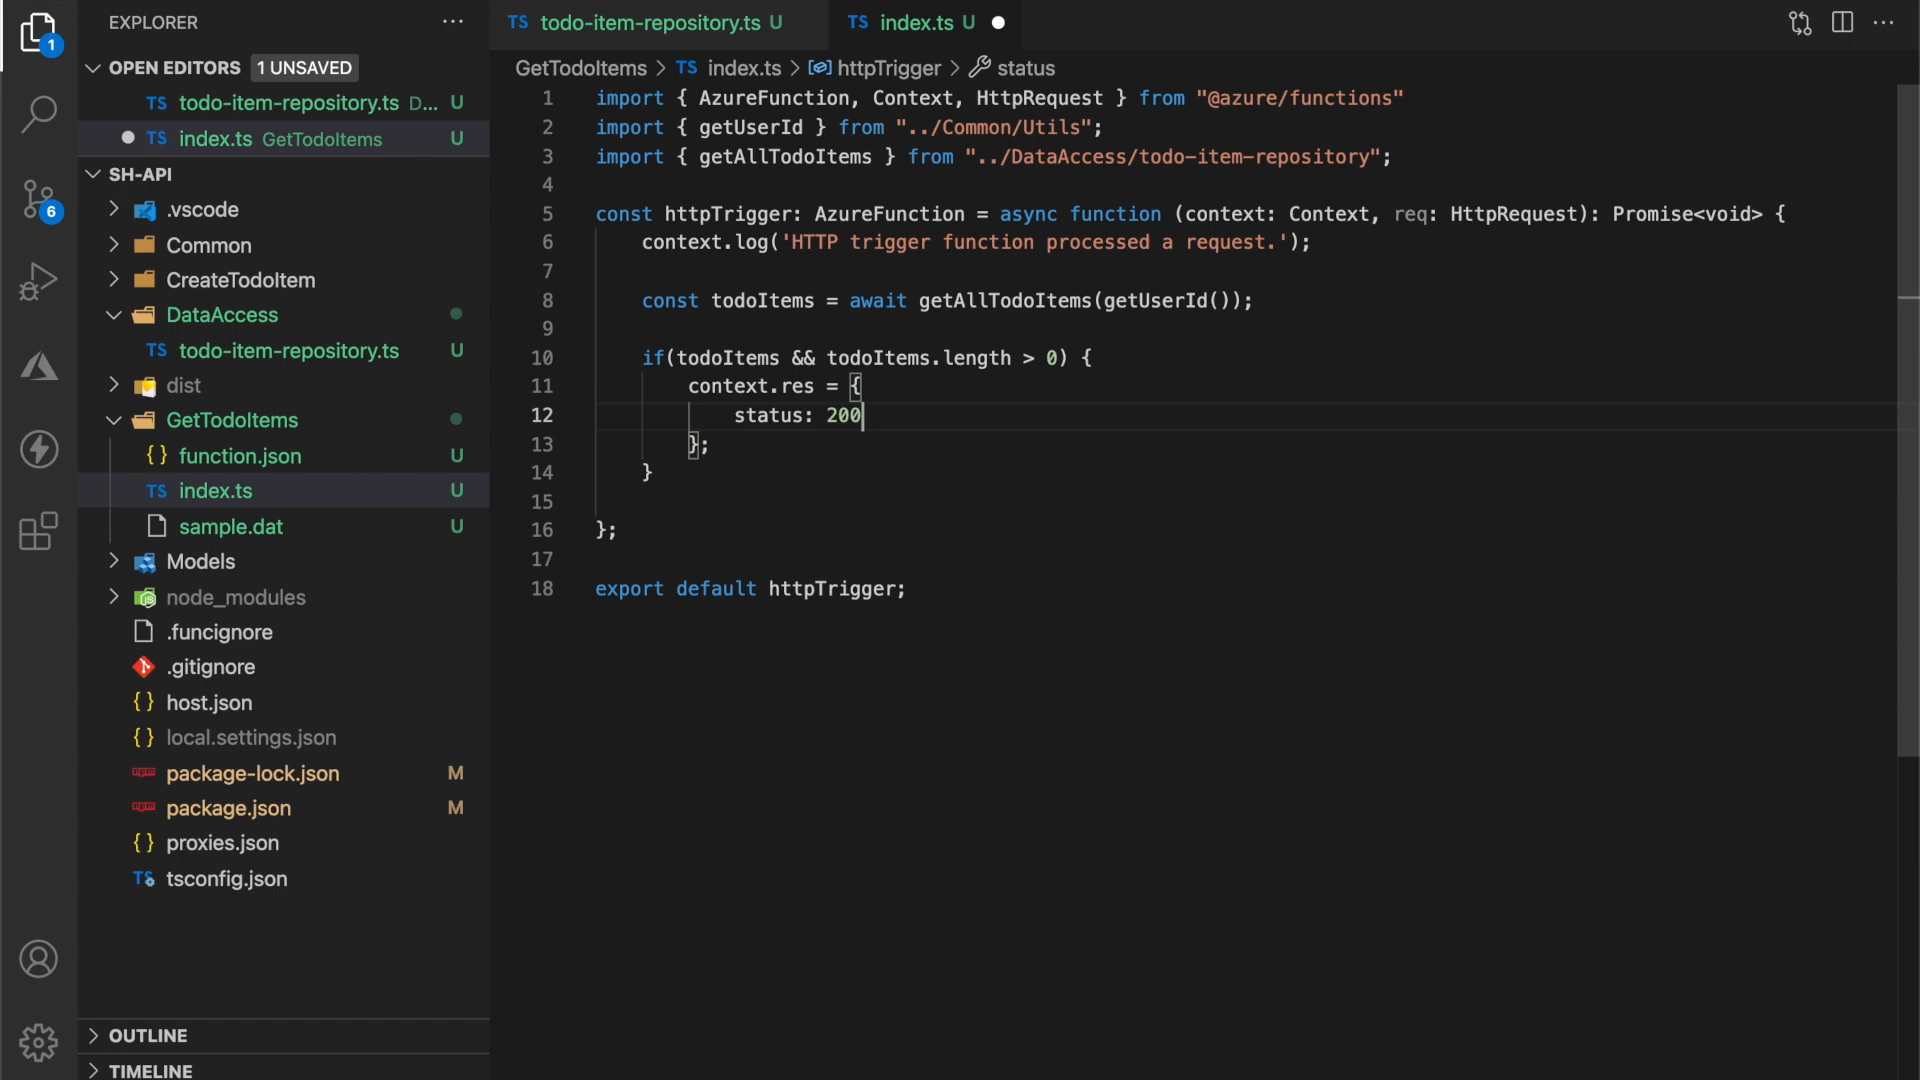 EXPLORER
OPEN EDITORS 1 UNSAVED
TS todo-item-repository.ts D... U
TS index.ts GetTodoItems U
SH-API
.vscode
Common
CreateTodoItem
DataAccess
TS todo-item-repository.ts U
dist
GetTodoItems
{} function.json U
TS index.ts U
sample.dat U
Models
node_modules
.funcignore
.gitignore
{} host.json
{} local.settings.json
package-lock.json M
package.json M
{} proxies.json
TS tsconfig.json
OUTLINE
TIMELINE
1
6
TS todo-item-repository.ts U
TS index.ts U
GetTodoItems > TS index.ts > httpTrigger > status
1 import { AzureFunction, Context, HttpRequest } from "@azure/functions"
2 import { getUserId } from "../Common/Utils";
3 import { getAllTodoItems } from "../DataAccess/todo-item-repository";
4
5 const httpTrigger: AzureFunction = async function (context: Context, req: HttpRequest): Promise<void> {
6 context.log('HTTP trigger function processed a request.');
7
8 const todoItems = await getAllTodoItems(getUserId());
9
10 if(todoItems && todoItems.length > 0) {
11 context.res = {
12 status: 200
13 };
14 }
15
16 };
17
18 export default httpTrigger;